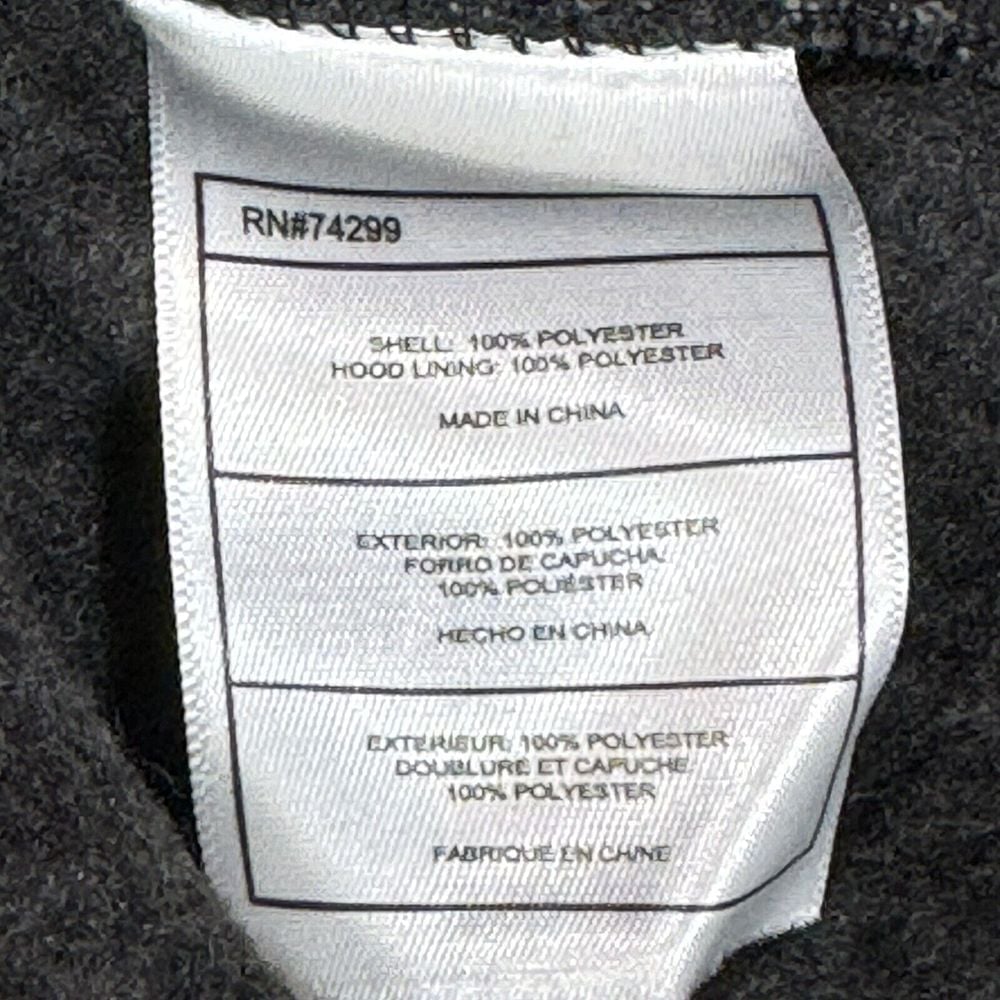 RN#74299
SHELL: 100% POLYESTER
HOOD LINING: 100% POLYESTER
MADE IN CHINA
EXTERIOR: 100% POLYESTER
FORRO DE CAPUCHA
100% POLIÉSTER
HECHO EN CHINA
EXTERIEUR: 100% POLYESTER
DOUBLURE ET CAPUCHE
100% POLYESTER
FABRIQUE EN CHINE